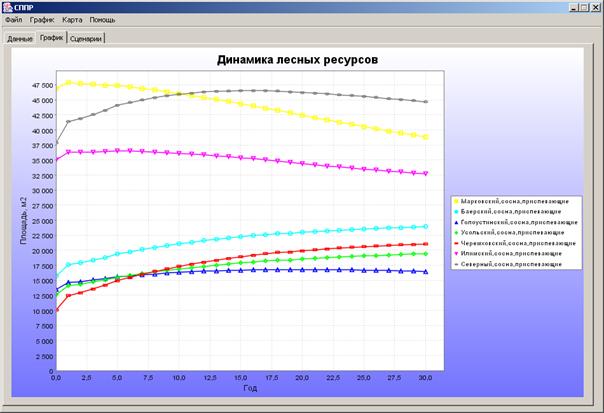 СППР
Файл График Карта Помощь
Данные График Сценарии
Динамика лесных ресурсов
47 500
45 000
42 500
40 000
37 500
35 000
32 500
30 000
27 500
25 000
22 500
20 000
17 500
15 000
12 500
10 000
7 500
5 000
2 500
0
Площадь, м2
0,0 2,5 5,0 7,5 10,0 12,5 15,0 17,5 20,0 22,5 25,0 27,5 30,0
Год
Марковский,сосна,приспевающие
Баерский,сосна,приспевающие
Голоустнинский,сосна,приспевающие
Усольский,сосна,приспевающие
Черемховский,сосна,приспевающие
Илимский,сосна,приспевающие
Северный,сосна,приспевающие